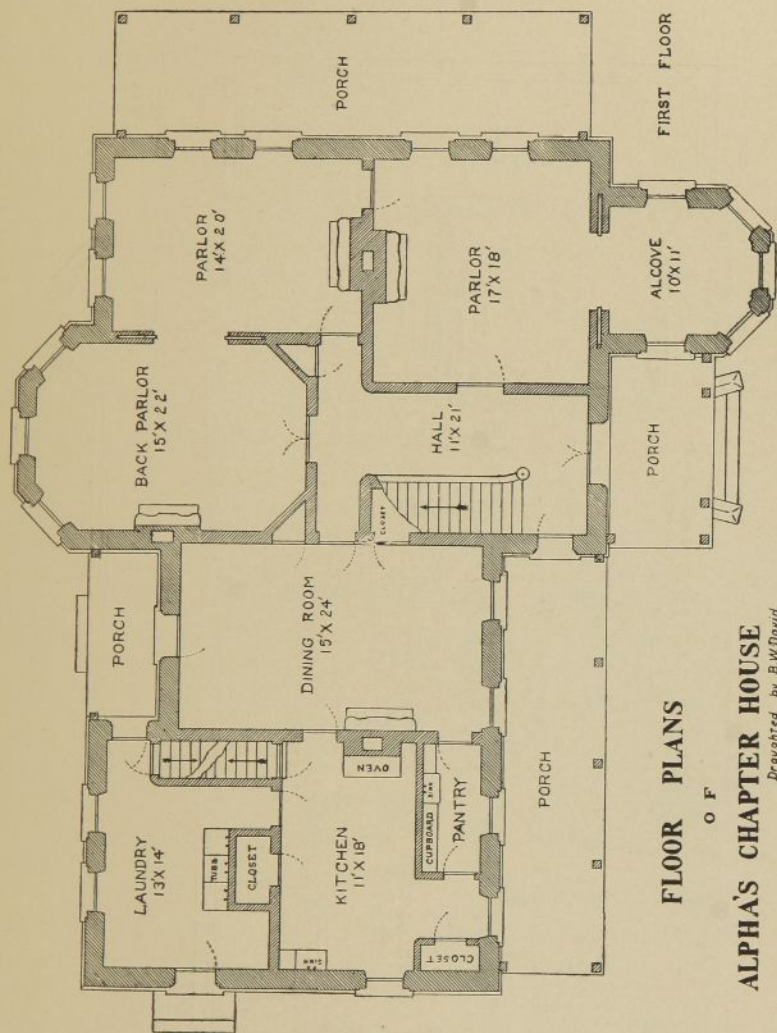 PORCH
FIRST FLOOR
PARLOR
14'X 20'
PARLOR
17'X 18'
ALCOVE
10'X 11'
BACK PARLOR
15'X 22'
HALL
11'X 21'
PORCH
CLOSET
PORCH
DINING ROOM
15'X 24'
PORCH
LAUNDRY
13'X 14'
TUBS
CLOSET
KITCHEN
11'X 18'
OVEN
SINK
CUPBOARD
SINK
PANTRY
CLOSET
FLOOR PLANS
OF
ALPHA'S CHAPTER HOUSE
Draughted by B.W. David